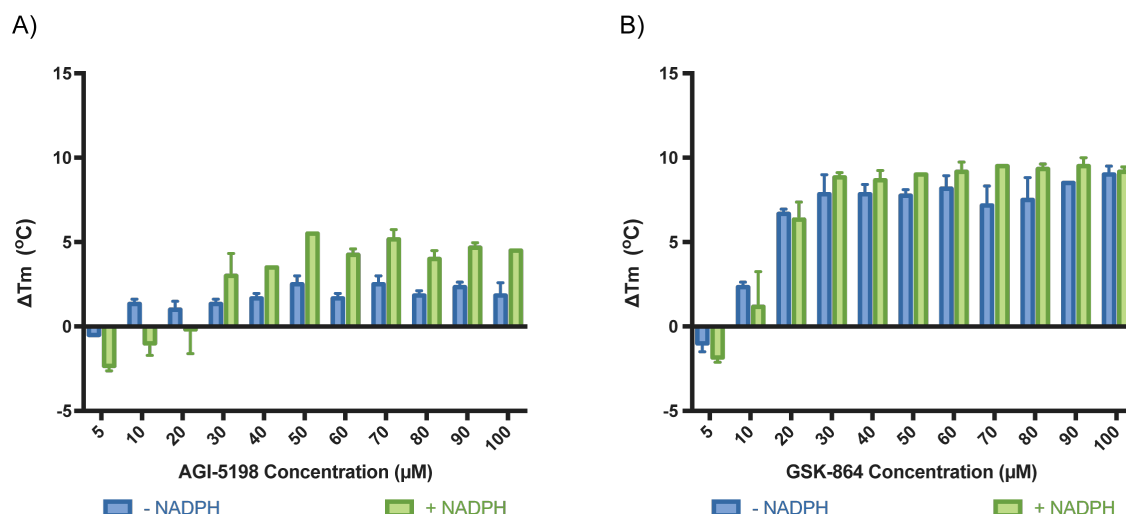 A)
15
10
5
0
-5
ΔTm (°C)
5 10 20 30 40 50 60 70 80 90 100
AGI-5198 Concentration (µM)
- NADPH + NADPH
B)
15
10
5
0
-5
ΔTm (°C)
5 10 20 30 40 50 60 70 80 90 100
GSK-864 Concentration (µM)
- NADPH + NADPH